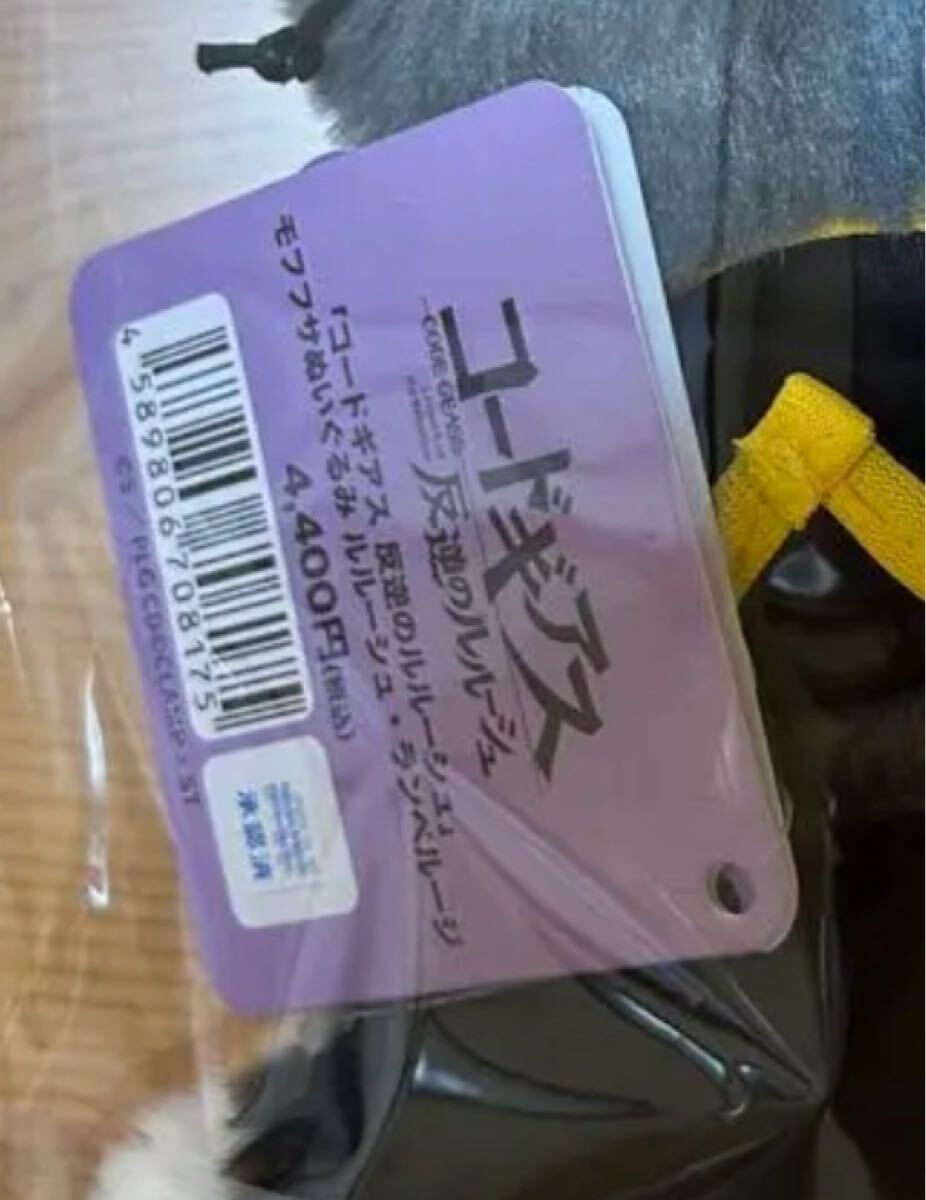 コードギアス
CODE GEASS
反逆のルルーシュ
『コードギアス 反逆のルルーシュ』
モフフサぬいぐるみ ルルーシュ・ランペルージ
4,400円(税込)
4 589806 708175
承認済